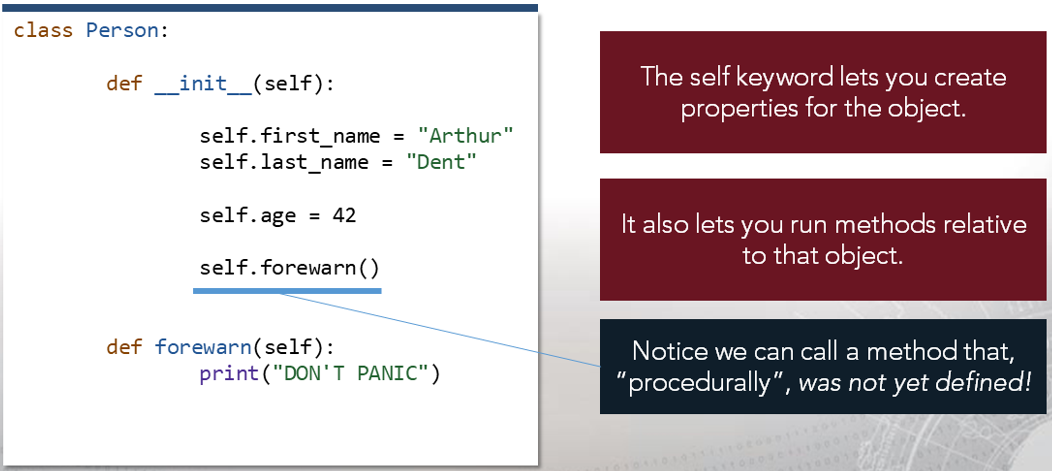 class Person:
def __init__(self):
self.first_name = "Arthur"
self.last_name = "Dent"
self.age = 42
self.forewarn()
def forewarn(self):
print("DON'T PANIC")
The self keyword lets you create
properties for the object.
It also lets you run methods relative
to that object.
Notice we can call a method that,
“procedurally”, was not yet defined!